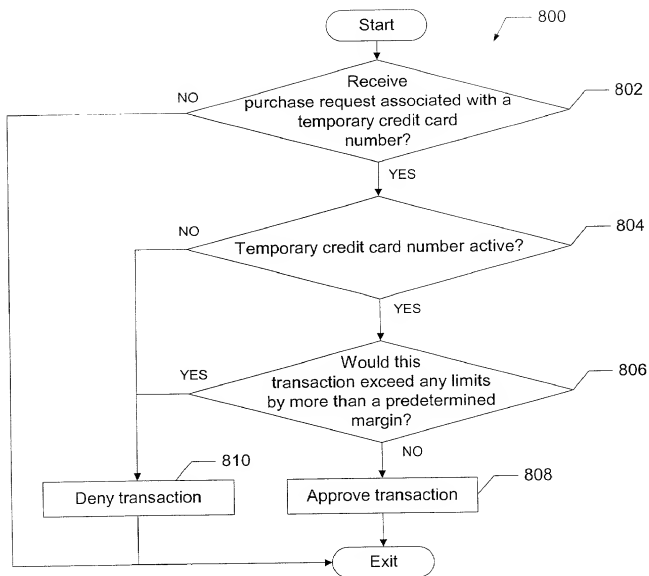 Start
800
Receive
purchase request associated with a
temporary credit card
number?
802
NO
YES
Temporary credit card number active?
804
NO
YES
Would this
transaction exceed any limits
by more than a predetermined
margin?
806
YES
NO
Deny transaction
810
Approve transaction
808
Exit